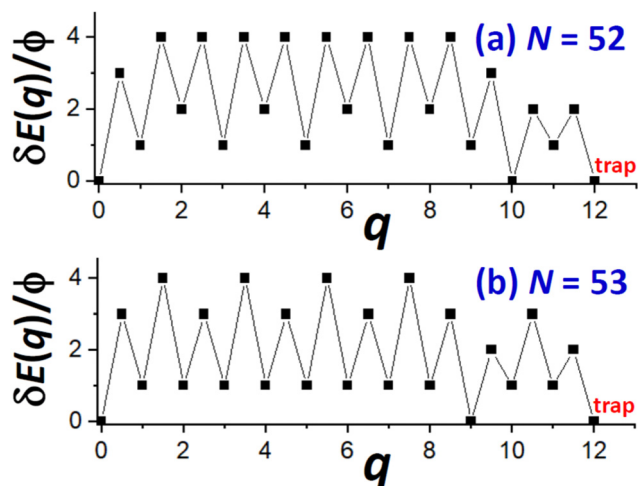 (a) N = 52
δE(q)/ϕ
4
2
0
trap
0 2 4 6 8 10 12
q
(b) N = 53
δE(q)/ϕ
4
2
0
trap
0 2 4 6 8 10 12
q